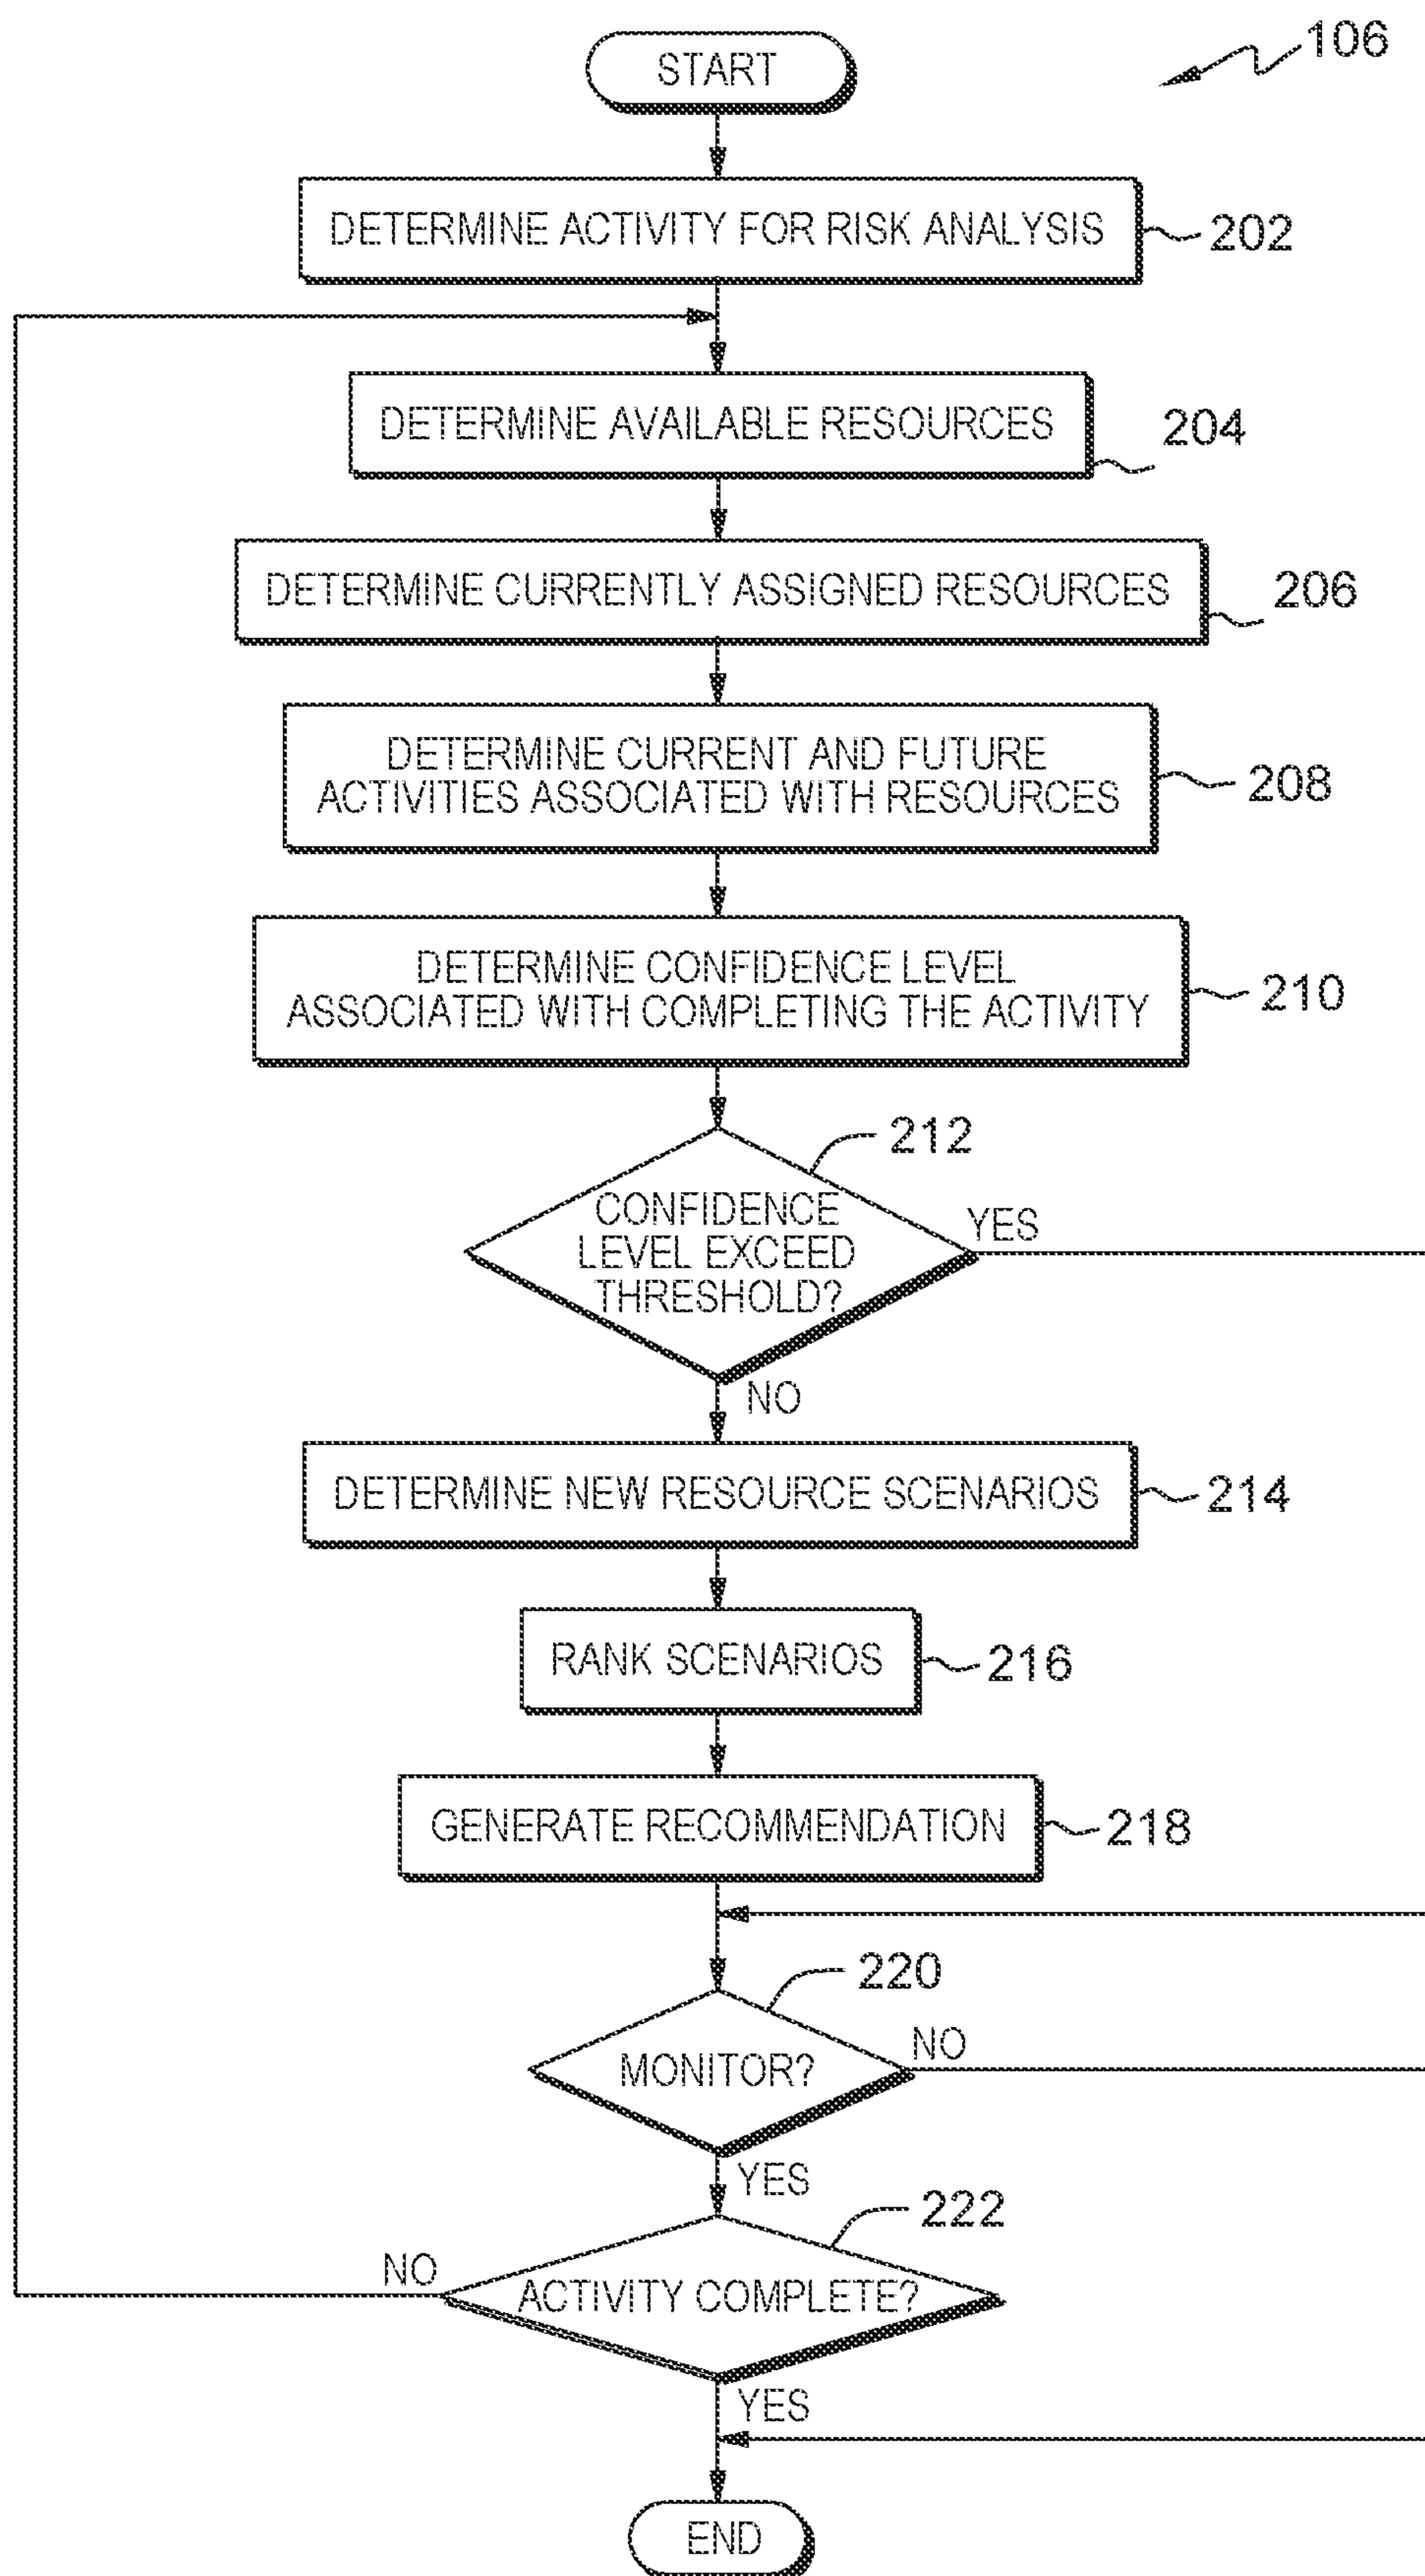 106
START
DETERMINE ACTIVITY FOR RISK ANALYSIS
202
DETERMINE AVAILABLE RESOURCES
204
DETERMINE CURRENTLY ASSIGNED RESOURCES
206
DETERMINE CURRENT AND FUTURE
ACTIVITIES ASSOCIATED WITH RESOURCES
208
DETERMINE CONFIDENCE LEVEL
ASSOCIATED WITH COMPLETING THE ACTIVITY
210
212
CONFIDENCE
LEVEL EXCEED
THRESHOLD?
YES
NO
DETERMINE NEW RESOURCE SCENARIOS
214
RANK SCENARIOS
216
GENERATE RECOMMENDATION
218
220
MONITOR?
NO
YES
222
NO
ACTIVITY COMPLETE?
YES
END